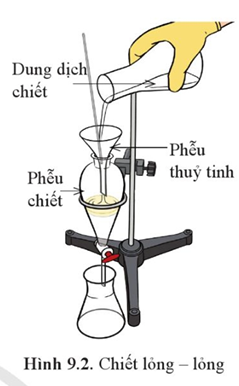 Dung dịch
chiết
Phễu
thuỷ tinh
Phễu
chiết
Hình 9.2. Chiết lỏng – lỏng